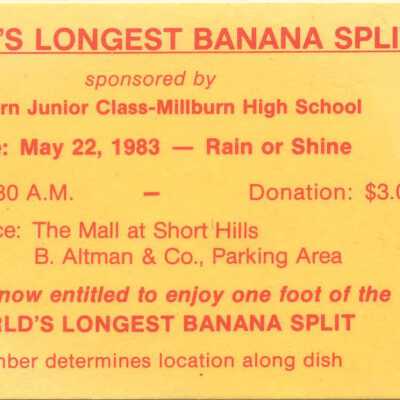 'S LONGEST BANANA SPLIT
sponsored by
rn Junior Class-Millburn High School
e: May 22, 1983 — Rain or Shine
30 A.M. – Donation: $3.0
ce: The Mall at Short Hills
B. Altman & Co., Parking Area
now entitled to enjoy one foot of the
RLD'S LONGEST BANANA SPLIT
mber determines location along dish